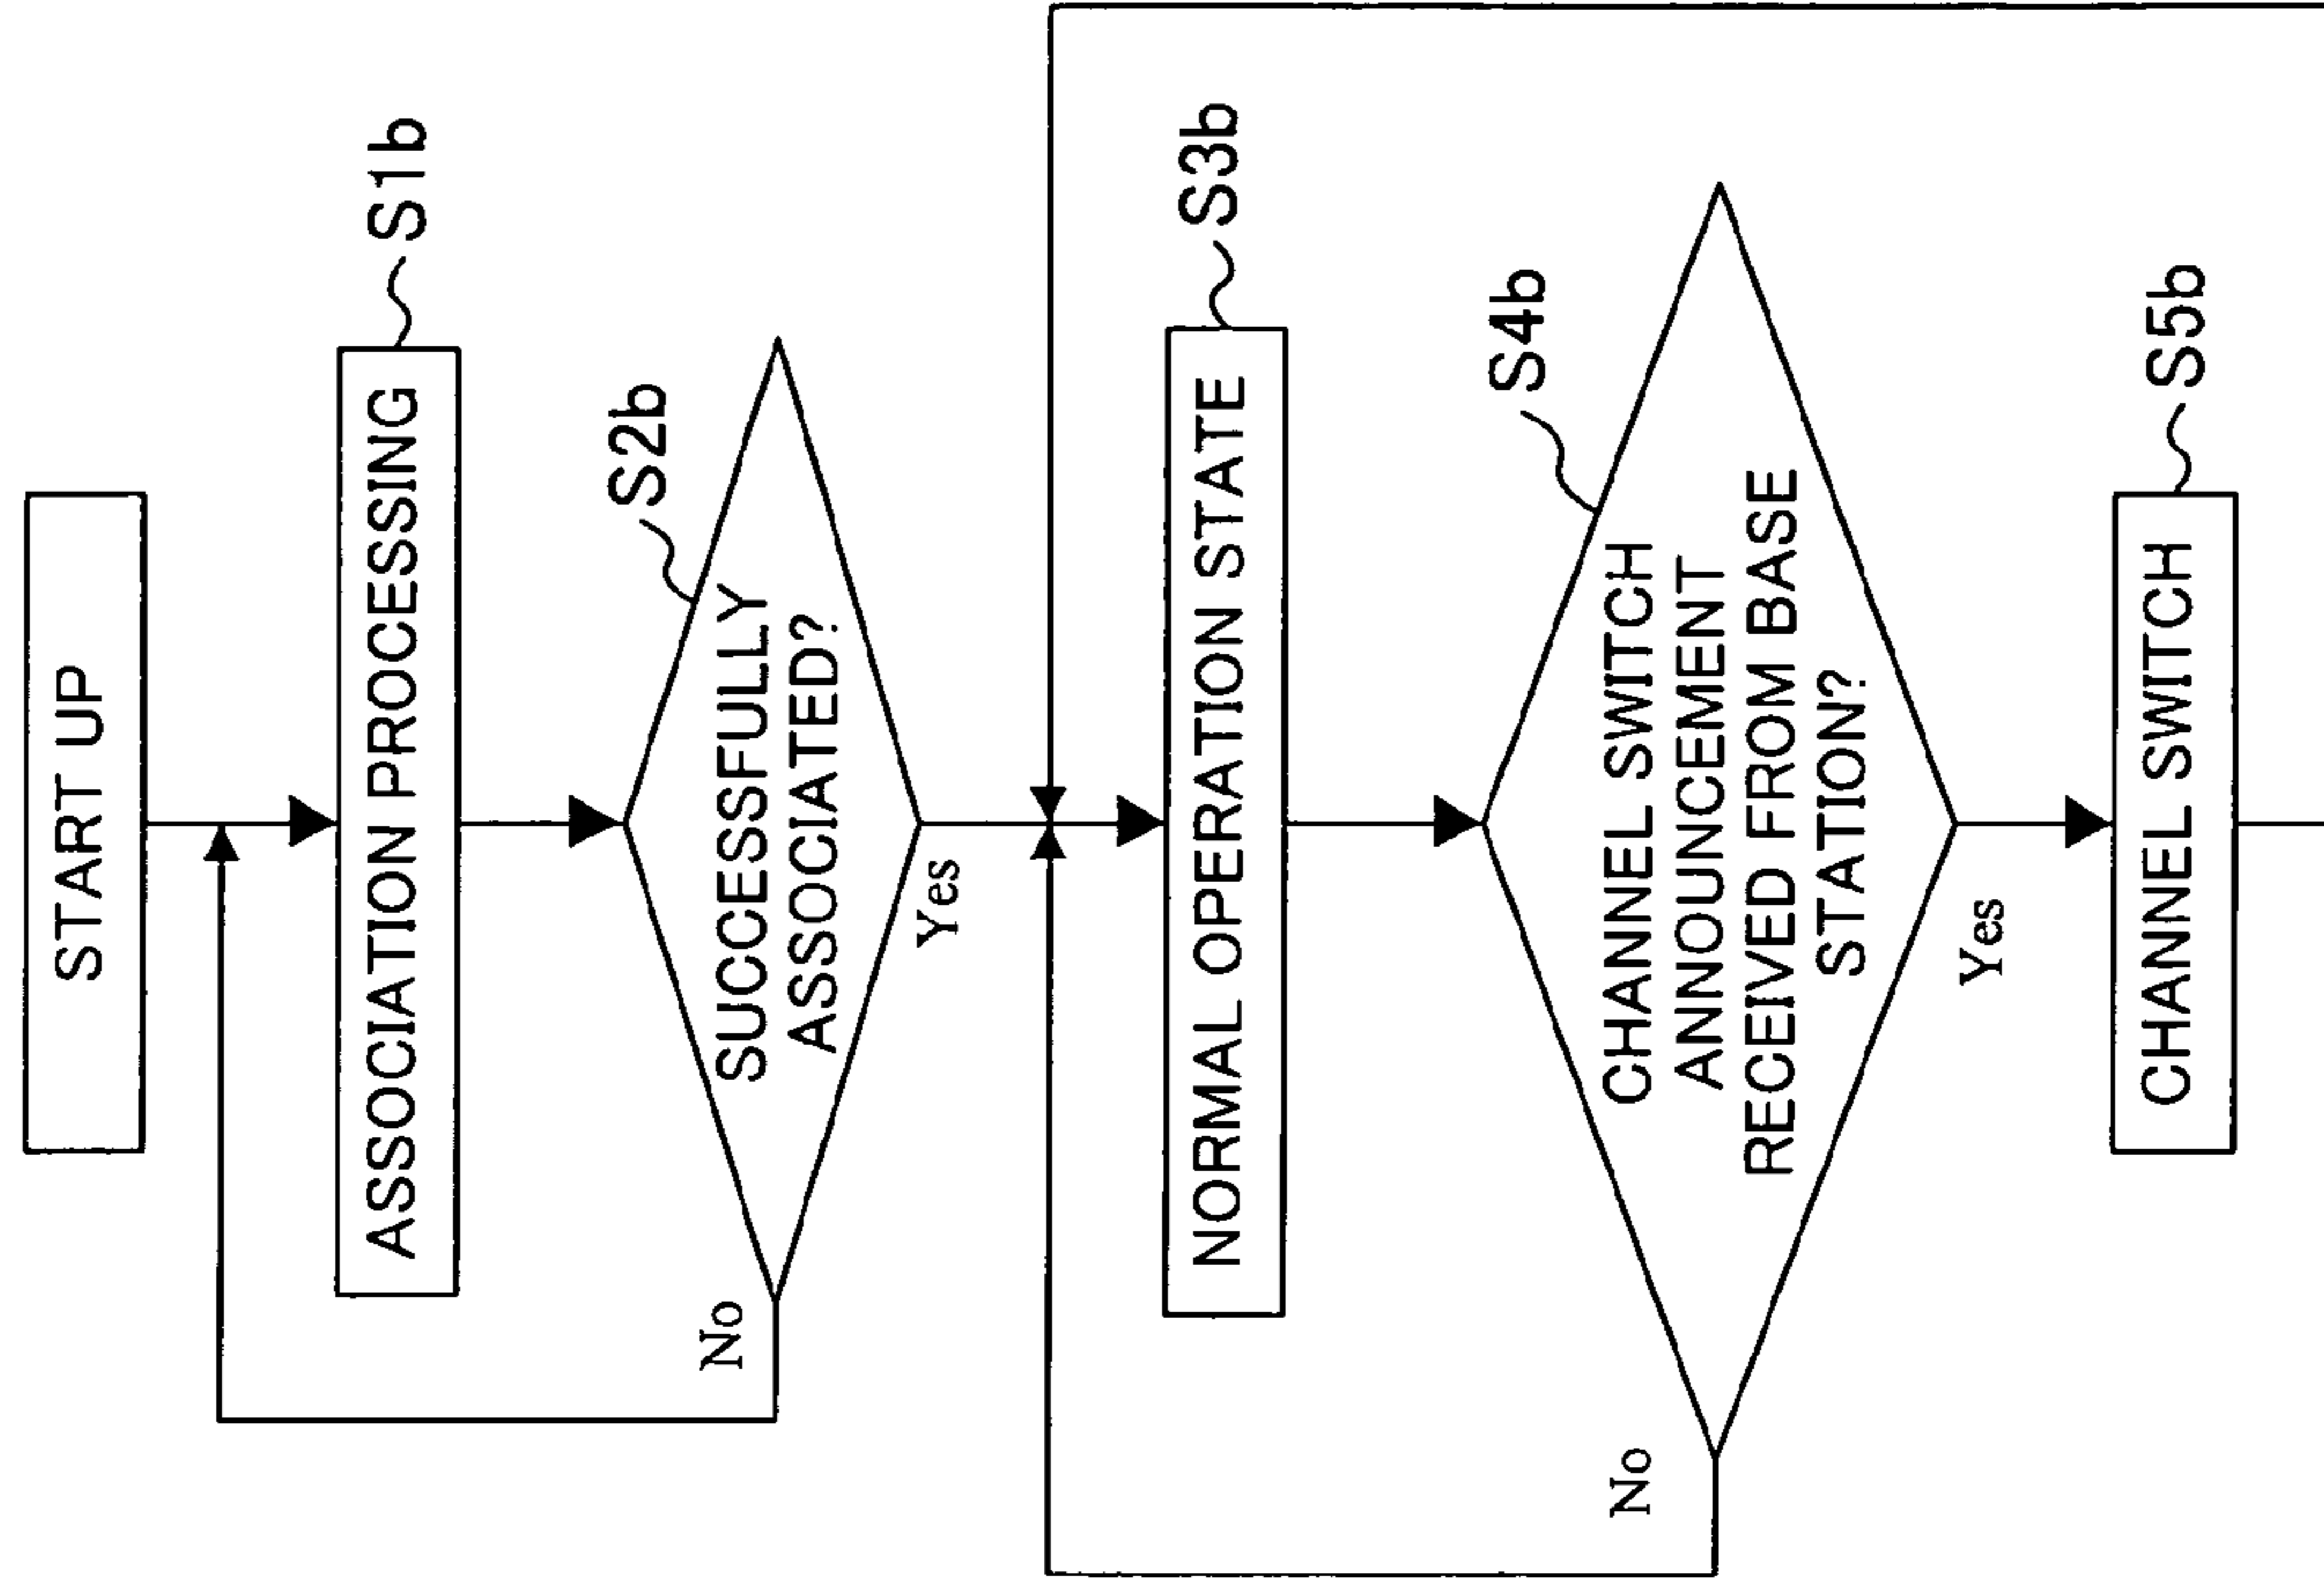 START UP
ASSOCIATION PROCESSING
S1b
SUCCESSFULLY
ASSOCIATED?
S2b
No
Yes
NORMAL OPERATION STATE
S3b
CHANNEL SWITCH
ANNOUNCEMENT
RECEIVED FROM BASE
STATION?
S4b
No
Yes
CHANNEL SWITCH
S5b